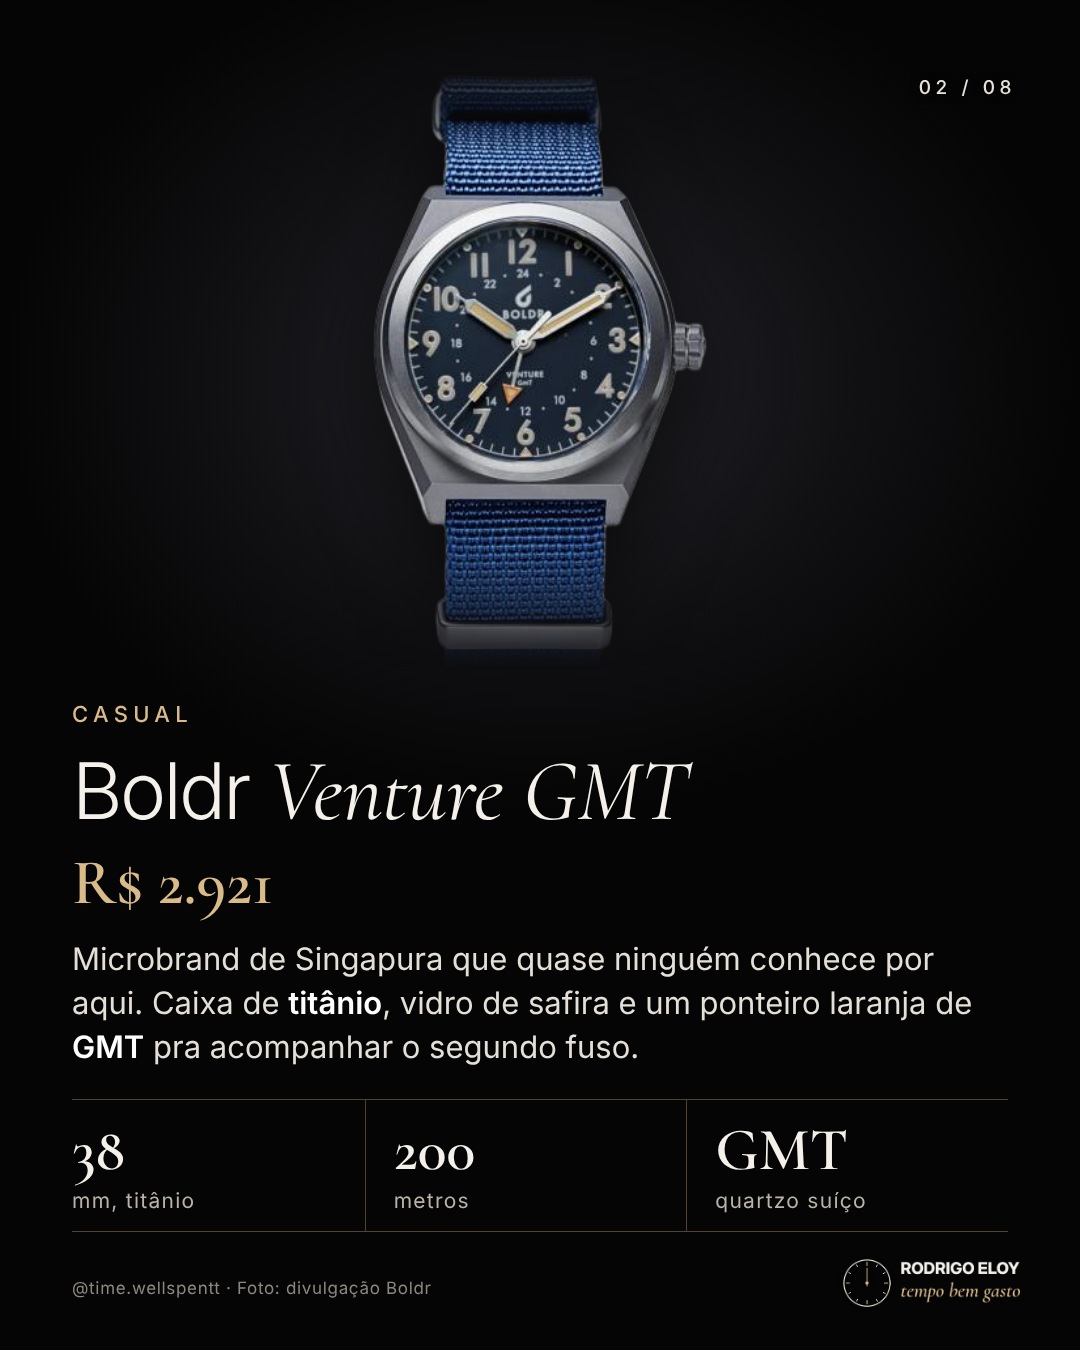 02 / 08
12
11
1
24
22
2
10
BOLDR
9
18
6
3
16
VENTURE
8
8
GMT
4
14
12
10
7
5
6
CASUAL
Boldr Venture GMT
R$ 2.921
Microbrand de Singapura que quase ninguém conhece por
aqui. Caixa de titânio, vidro de safira e um ponteiro laranja de
GMT pra acompanhar o segundo fuso.
38
mm, titânio
200
metros
GMT
quartzo suíço
@time.wellspentt · Foto: divulgação Boldr
RODRIGO ELOY
tempo bem gasto